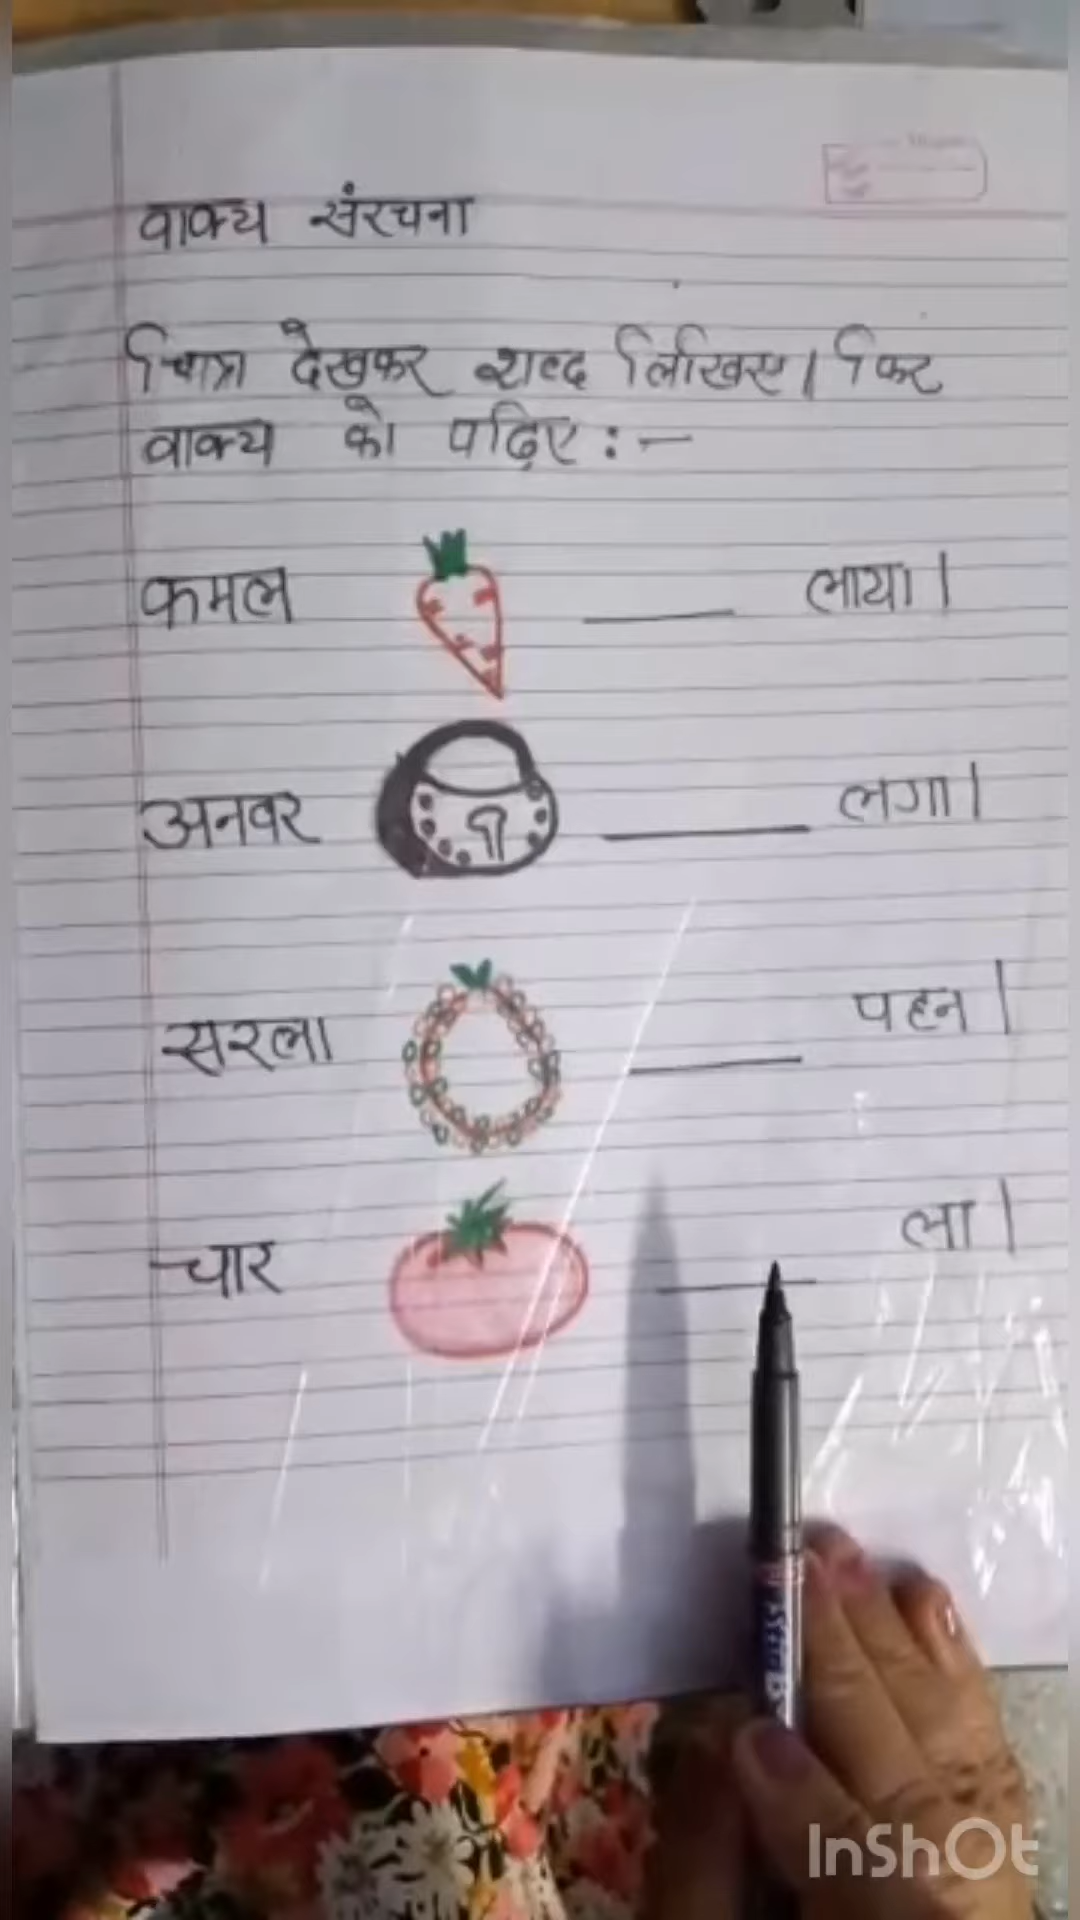 वाक्य संरचना
चित्र देखकर शब्द लिखिए। फिर
वाक्य को पढ़िए :-
कमल ____ लाया।
अनवर ____ लगा।
सरला ____ पहन।
चार ____ ला।
InShOt